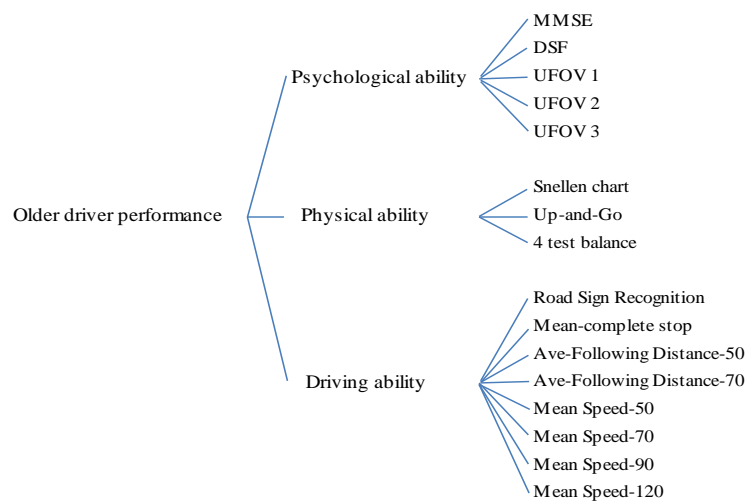 MMSE
DSF
UFOV 1
Psychological ability
UFOV 2
UFOV 3
Snellen chart
Older driver performance
Physical ability
Up-and-Go
4 test balance
Road Sign Recognition
Mean-complete stop
Ave-Following Distance-50
Driving ability
Ave-Following Distance-70
Mean Speed-50
Mean Speed-70
Mean Speed-90
Mean Speed-120